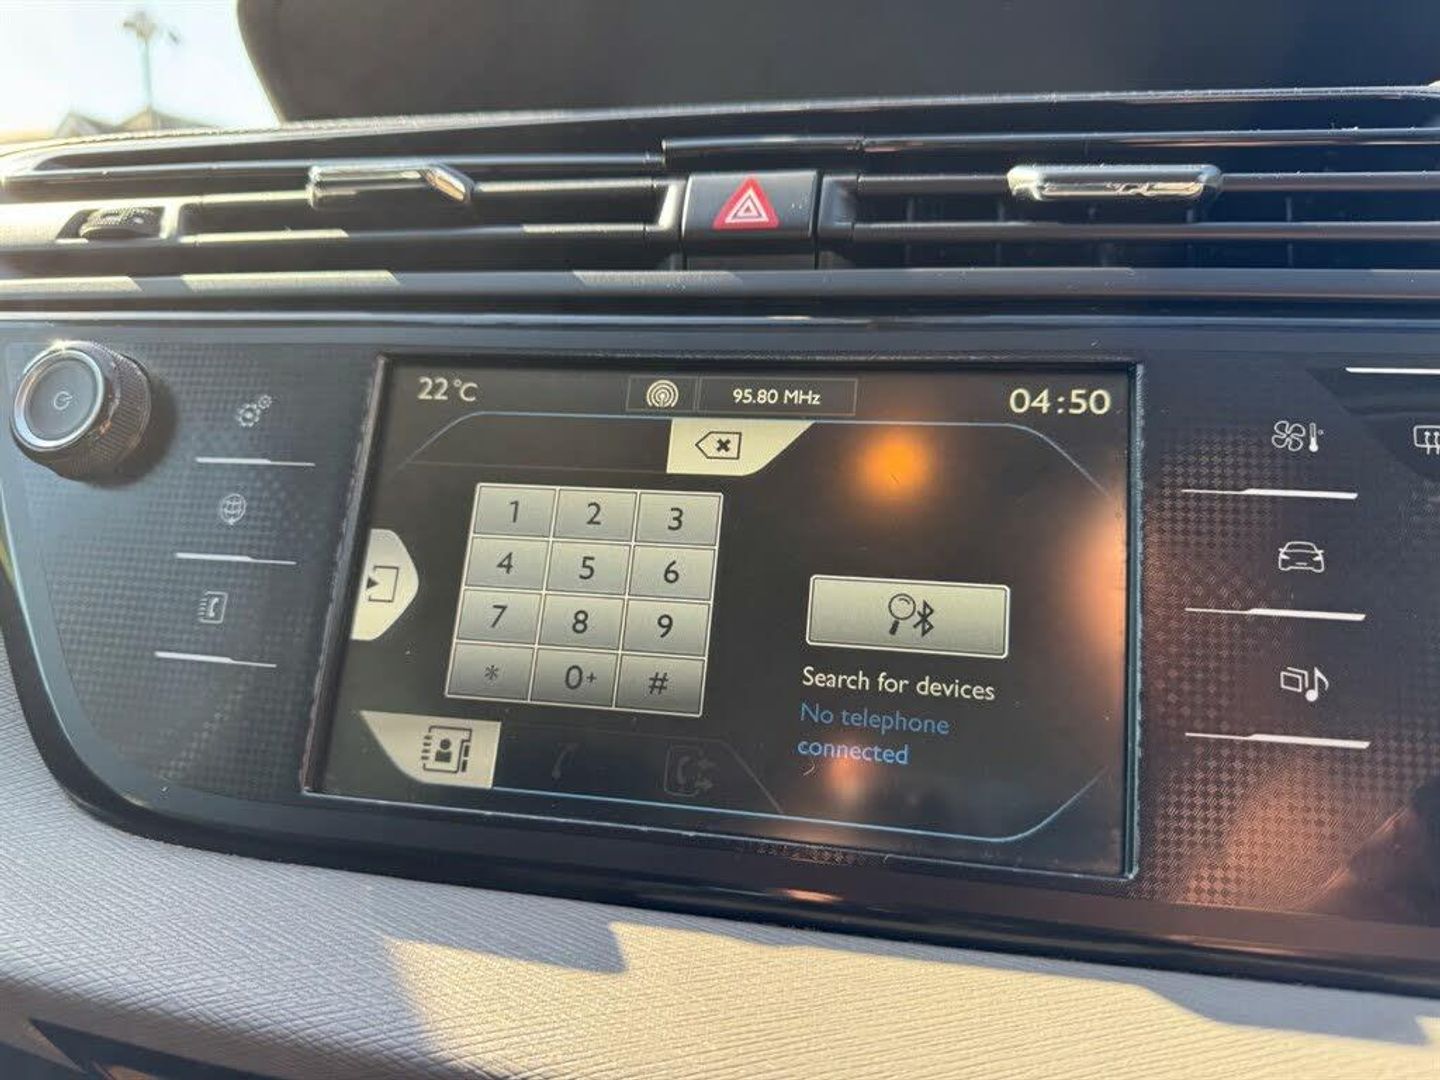 22°C
95.80 MHz
04:50
1 2 3
4 5 6
7 8 9
* 0+ #
Search for devices
No telephone
connected